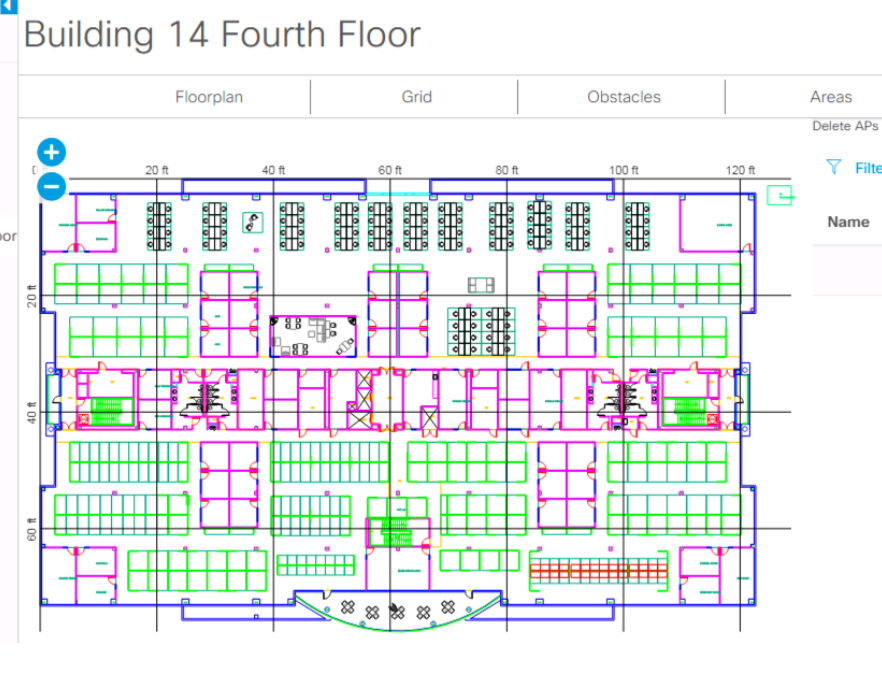 Building 14 Fourth Floor
Floorplan
Grid
Obstacles
Areas
Delete APs
Filte
Name
oor
20 ft
40 ft
60 ft
80 ft
100 ft
120 ft
20 ft
40 ft
60 ft